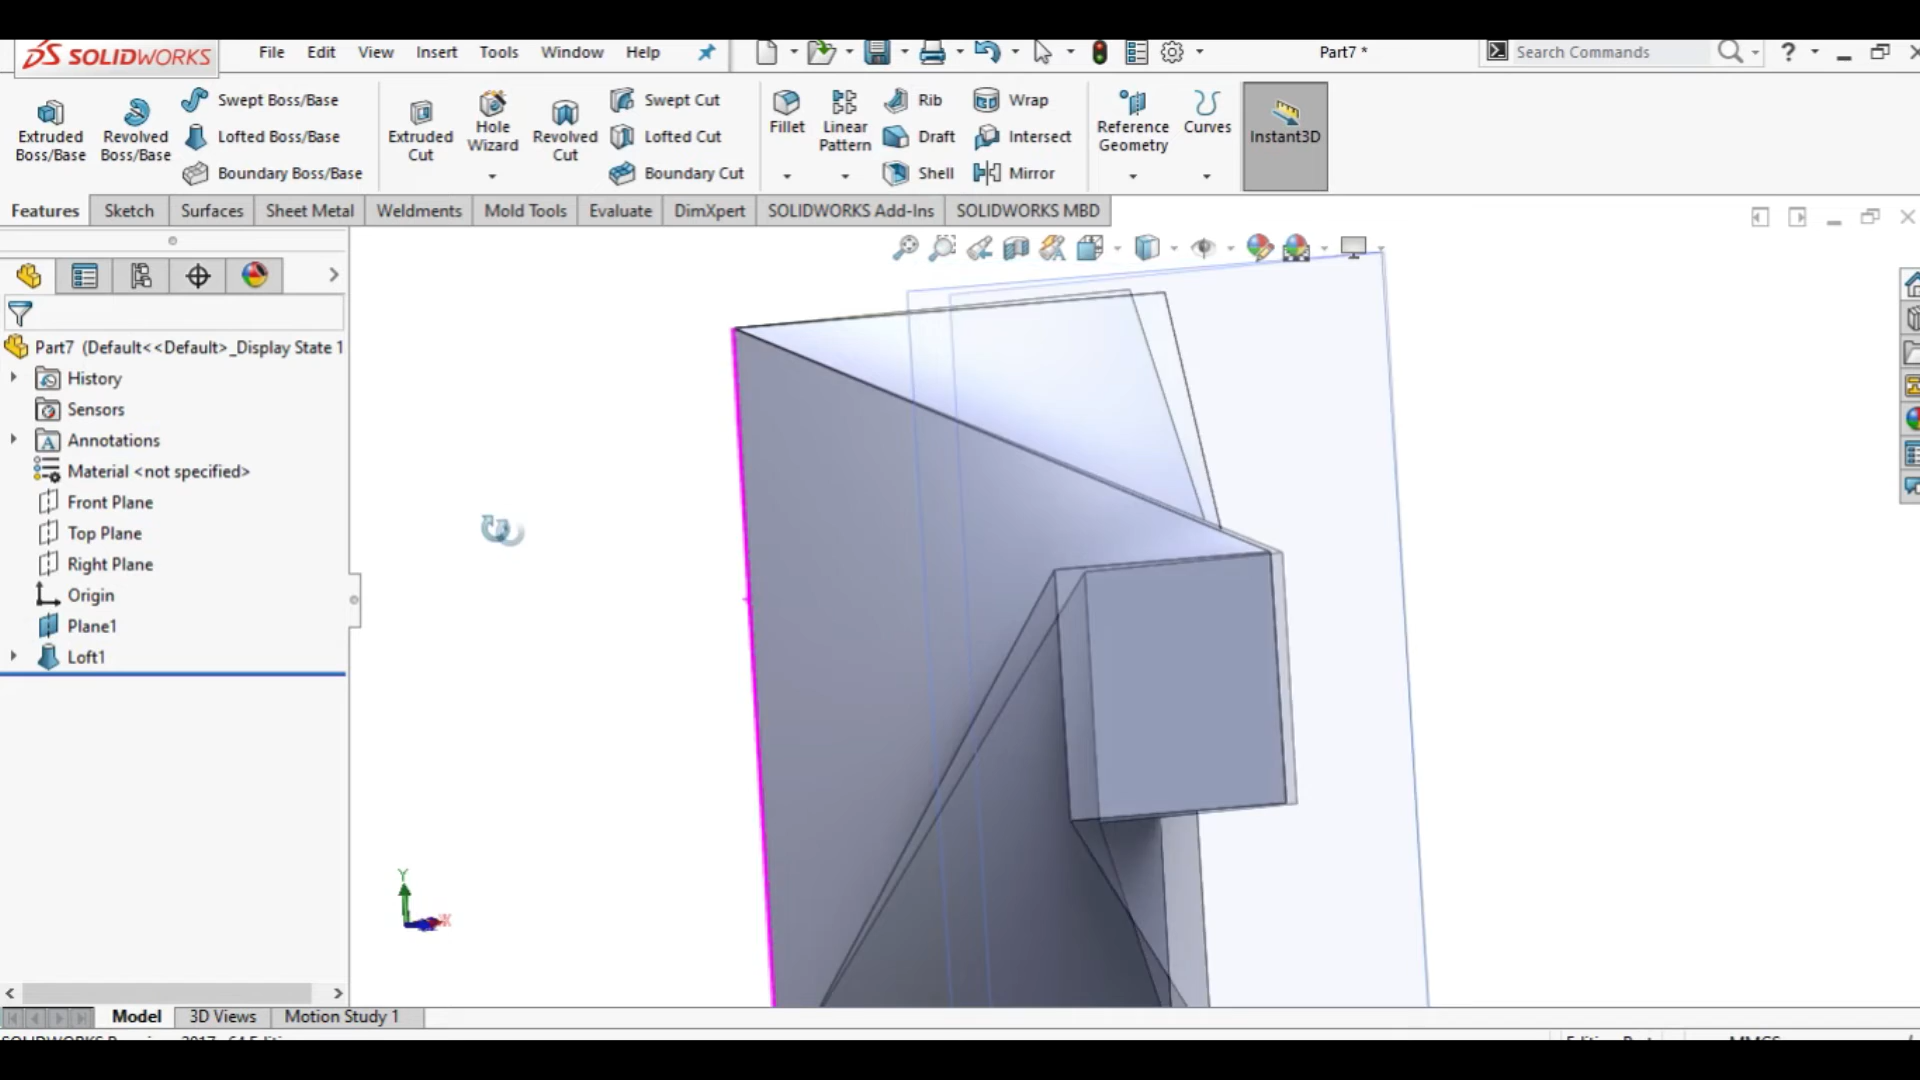 SOLIDWORKS File Edit View Insert Tools Window Help Part7 * Search Commands ?
Extruded Boss/Base
Revolved Boss/Base
Swept Boss/Base
Lofted Boss/Base
Boundary Boss/Base
Extruded Cut
Hole Wizard
Revolved Cut
Swept Cut
Lofted Cut
Boundary Cut
Fillet
Linear Pattern
Rib
Draft
Shell
Wrap
Intersect
Mirror
Reference Geometry
Curves
Instant3D
Features Sketch Surfaces Sheet Metal Weldments Mold Tools Evaluate DimXpert SOLIDWORKS Add-Ins SOLIDWORKS MBD
Part7 (Default<<Default>_Display State 1
History
Sensors
Annotations
Material <not specified>
Front Plane
Top Plane
Right Plane
Origin
Plane1
Loft1
Y
X
Model 3D Views Motion Study 1